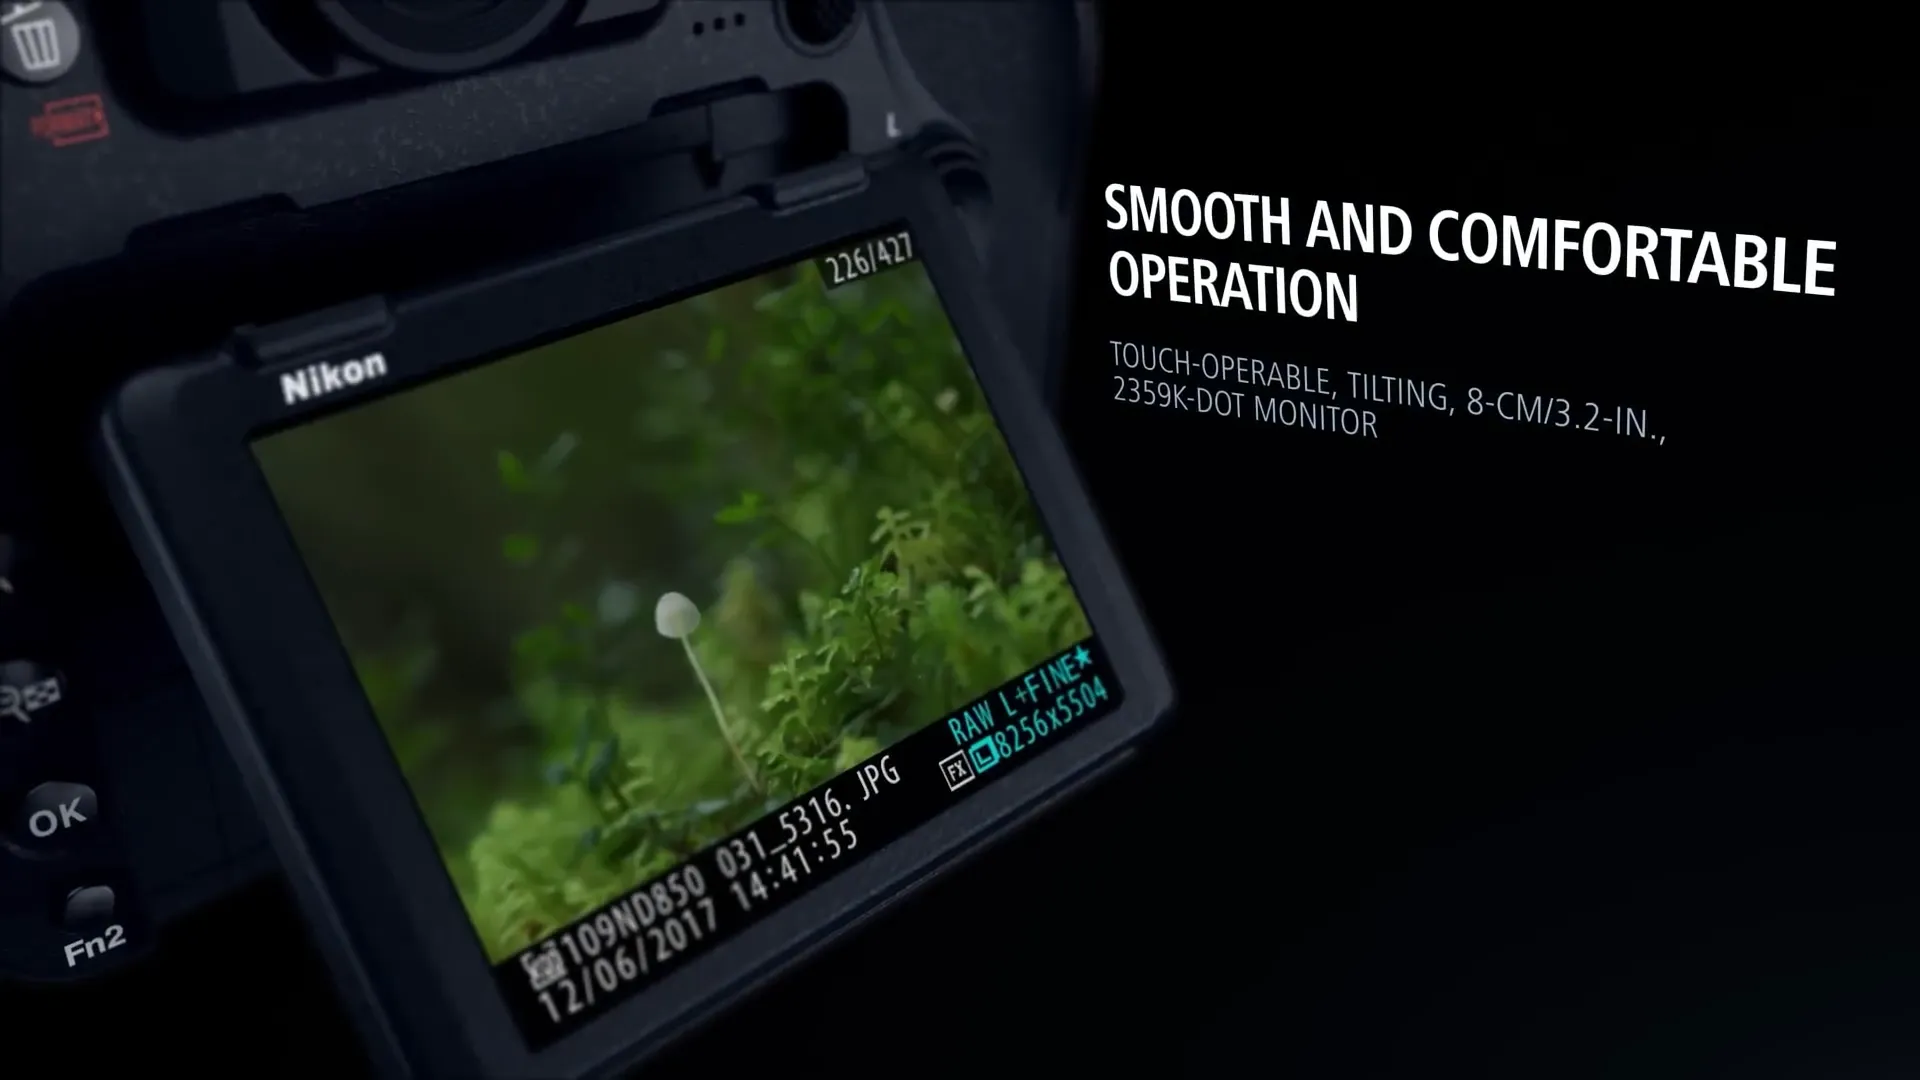 SMOOTH AND COMFORTABLE
OPERATION
TOUCH-OPERABLE, TILTING, 8-CM/3.2-IN.,
2359K-DOT MONITOR
L
Nikon
226/427
RAW L+FINE★
FX L 8256x5504
109ND850 031_5316.JPG
12/06/2017 14:41:55
OK
Fn2